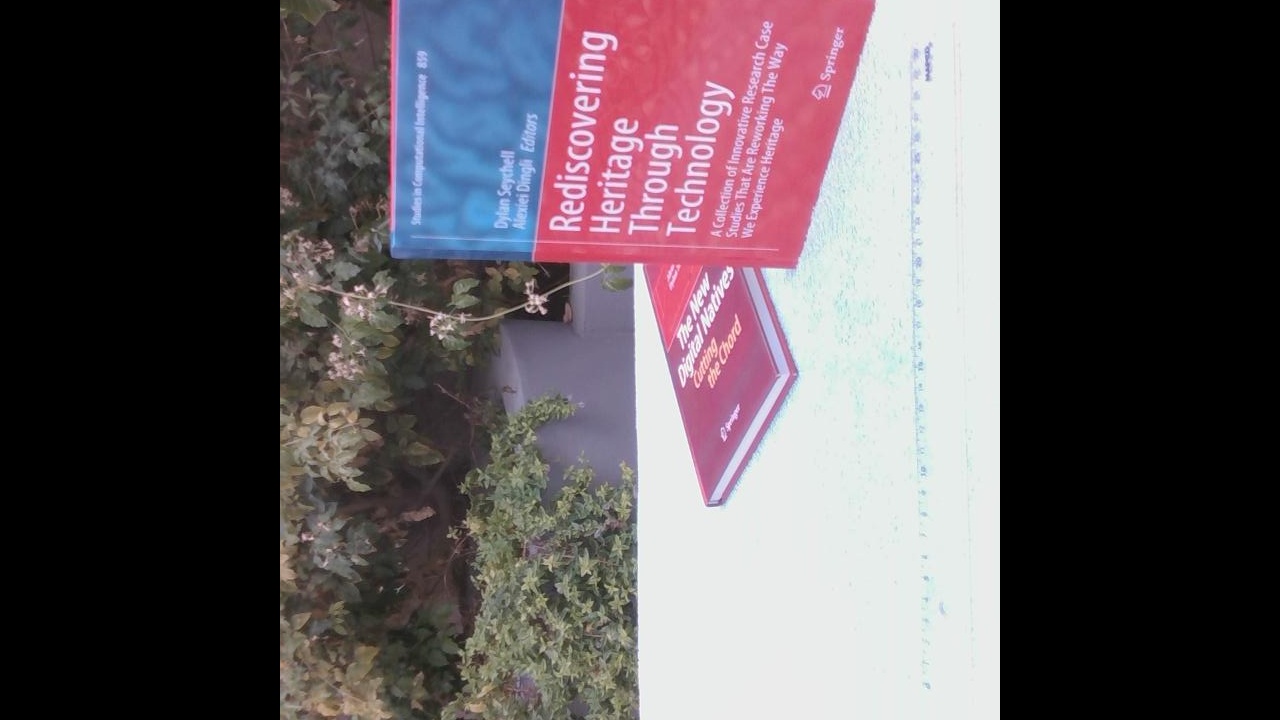 Studies in Computational Intelligence 859
Dylan Seychell
Alexiei Dingli Editors
Rediscovering
Heritage
Through
Technology
A Collection of Innovative Research Case
Studies That Are Reworking The Way
We Experience Heritage
Springer
The New
Digital Natives
Cutting
the Chord
Springer